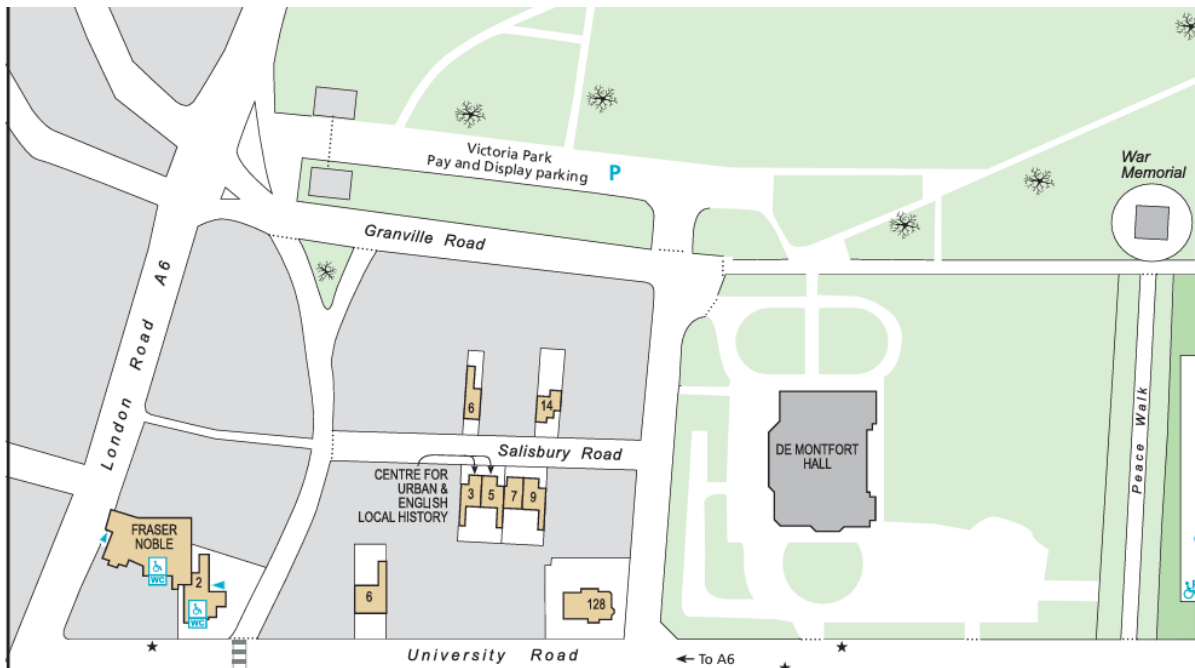 Victoria Park
Pay and Display parking
P
War
Memorial
Granville Road
London Road A6
6
14
Salisbury Road
CENTRE FOR
URBAN &
ENGLISH
LOCAL HISTORY
3
5
7
9
DE MONTFORT
HALL
Peace Walk
FRASER
NOBLE
WC
2
WC
6
128
University Road
← To A6